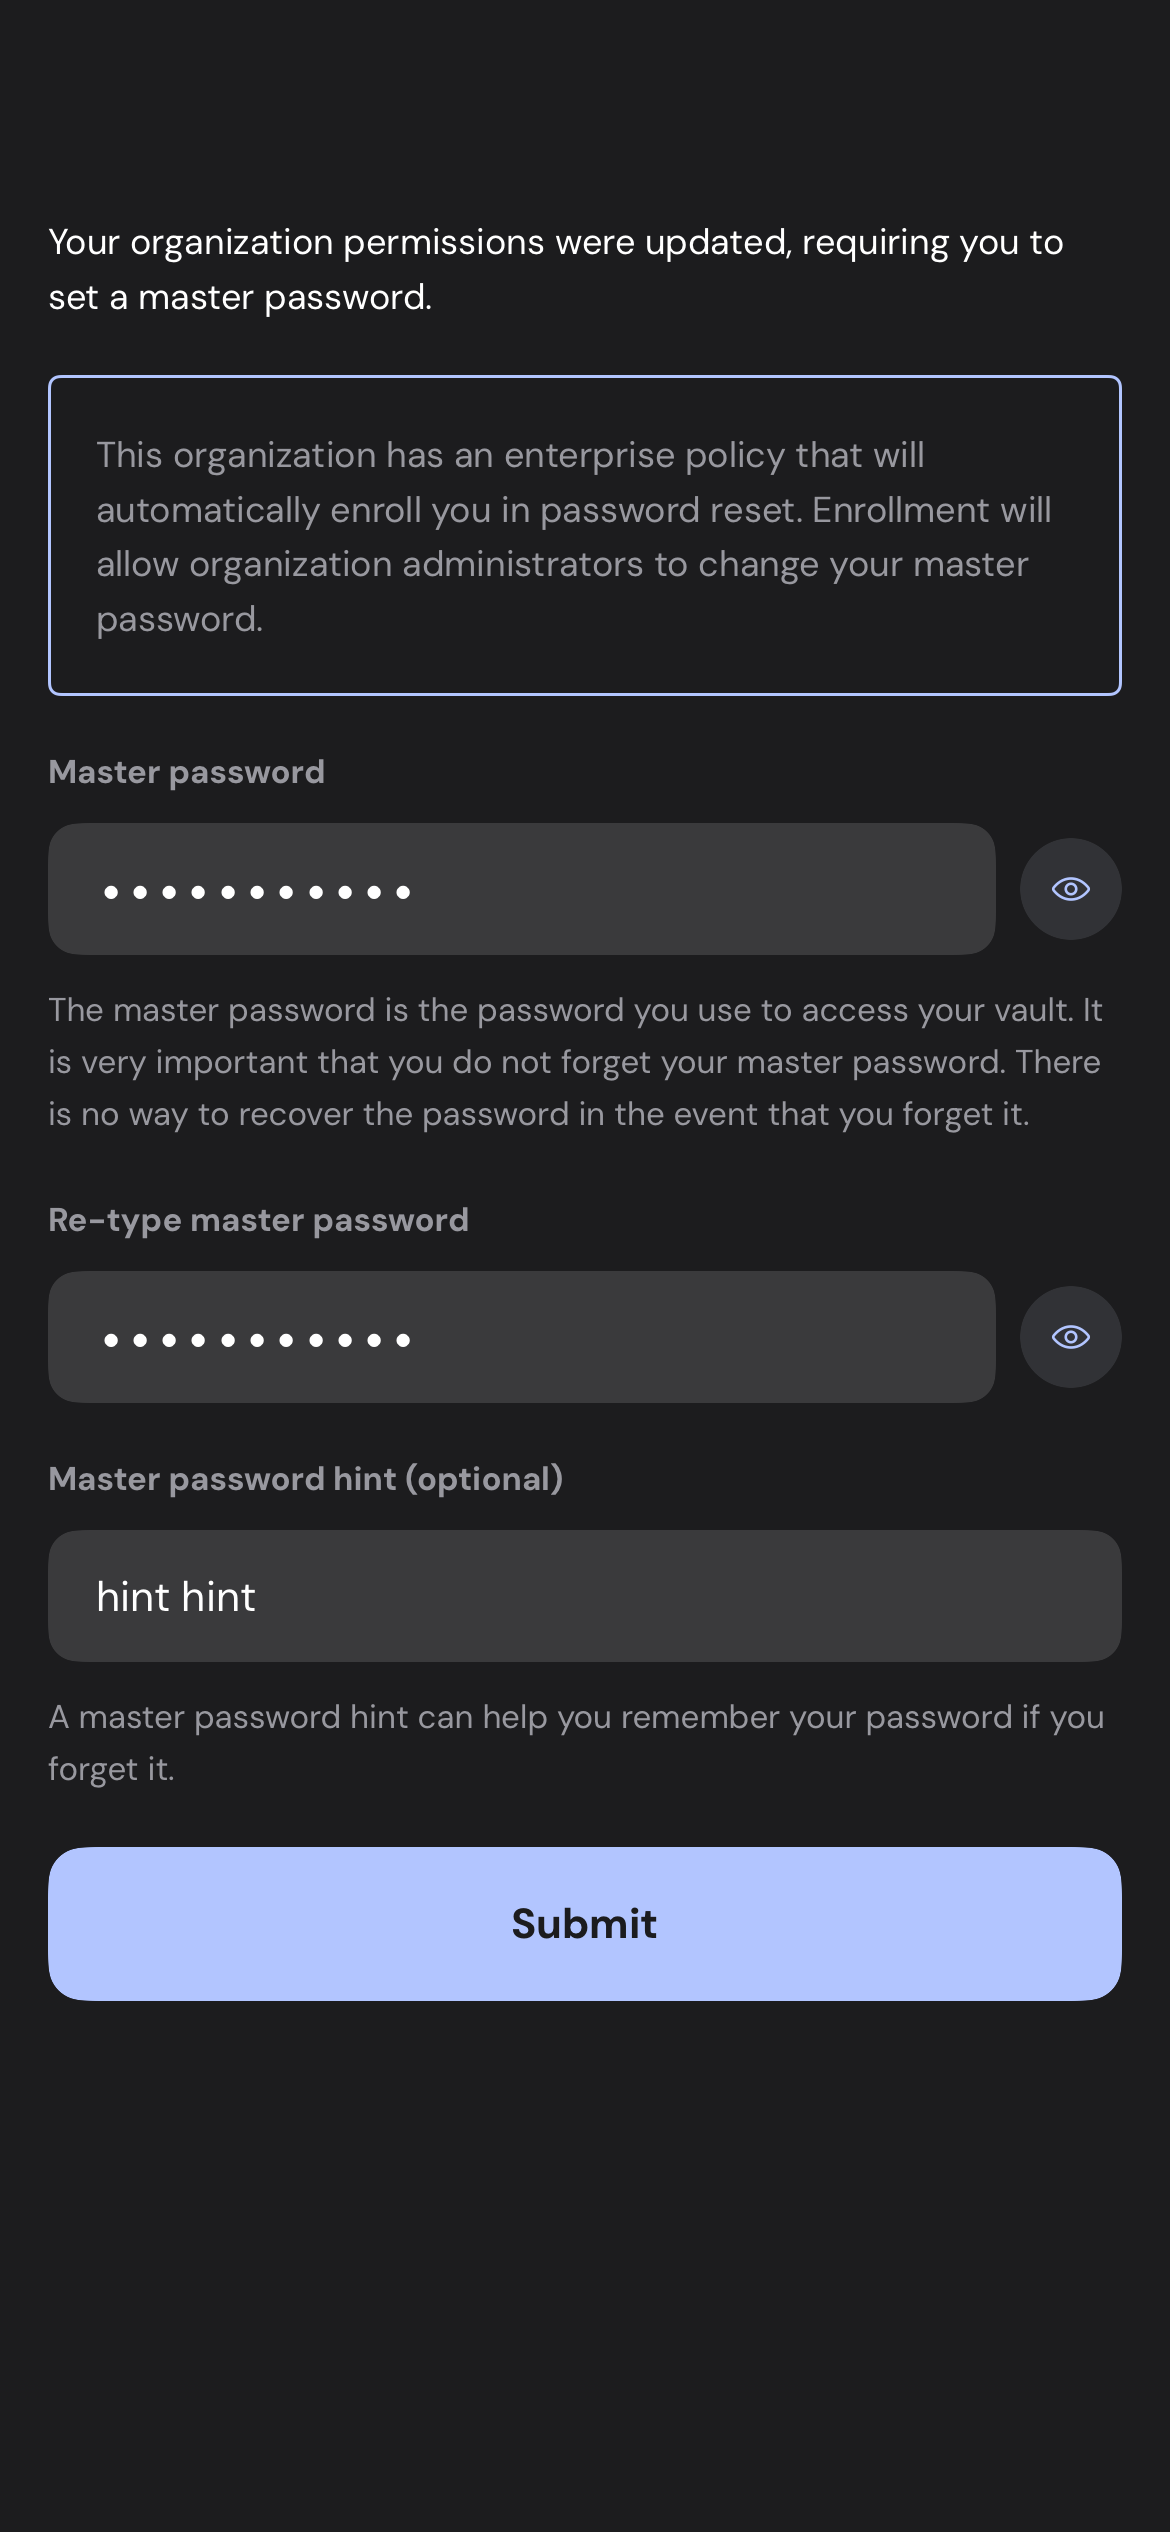 Your organization permissions were updated, requiring you to
set a master password.
This organization has an enterprise policy that will
automatically enroll you in password reset. Enrollment will
allow organization administrators to change your master
password.
Master password
•••••••••••
The master password is the password you use to access your vault. It
is very important that you do not forget your master password. There
is no way to recover the password in the event that you forget it.
Re-type master password
•••••••••••
Master password hint (optional)
hint hint
A master password hint can help you remember your password if you
forget it.
Submit